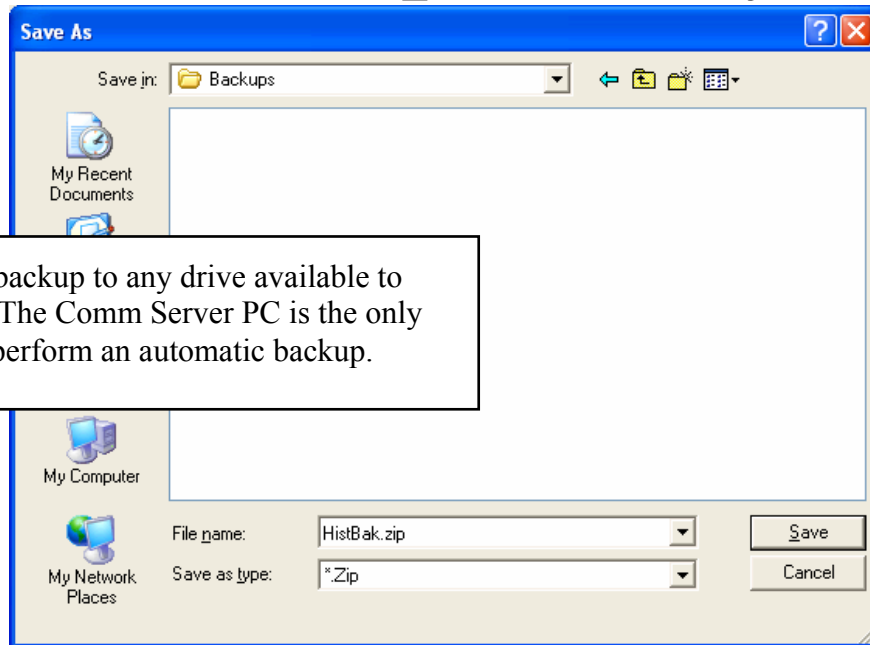 Save As
Save in: Backups
My Recent
Documents
backup to any drive available to
The Comm Server PC is the only
perform an automatic backup.
My Computer
My Network
Places
File name: HistBak.zip
Save as type: *.Zip
Save
Cancel